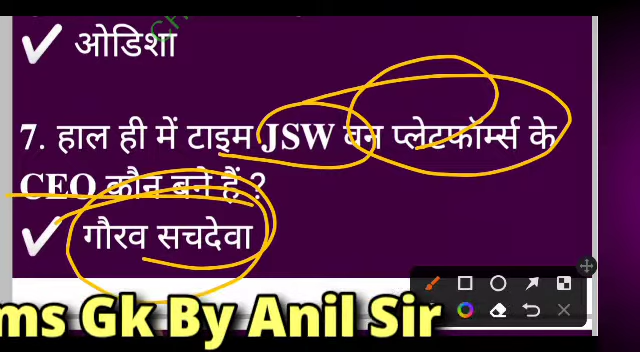 ✓ ओडिशा
7. हाल ही में टाइम JSW वन प्लेटफॉर्म्स के
CEO कौन बने हैं ?
✓ गौरव सचदेवा
ms Gk By Anil Sir